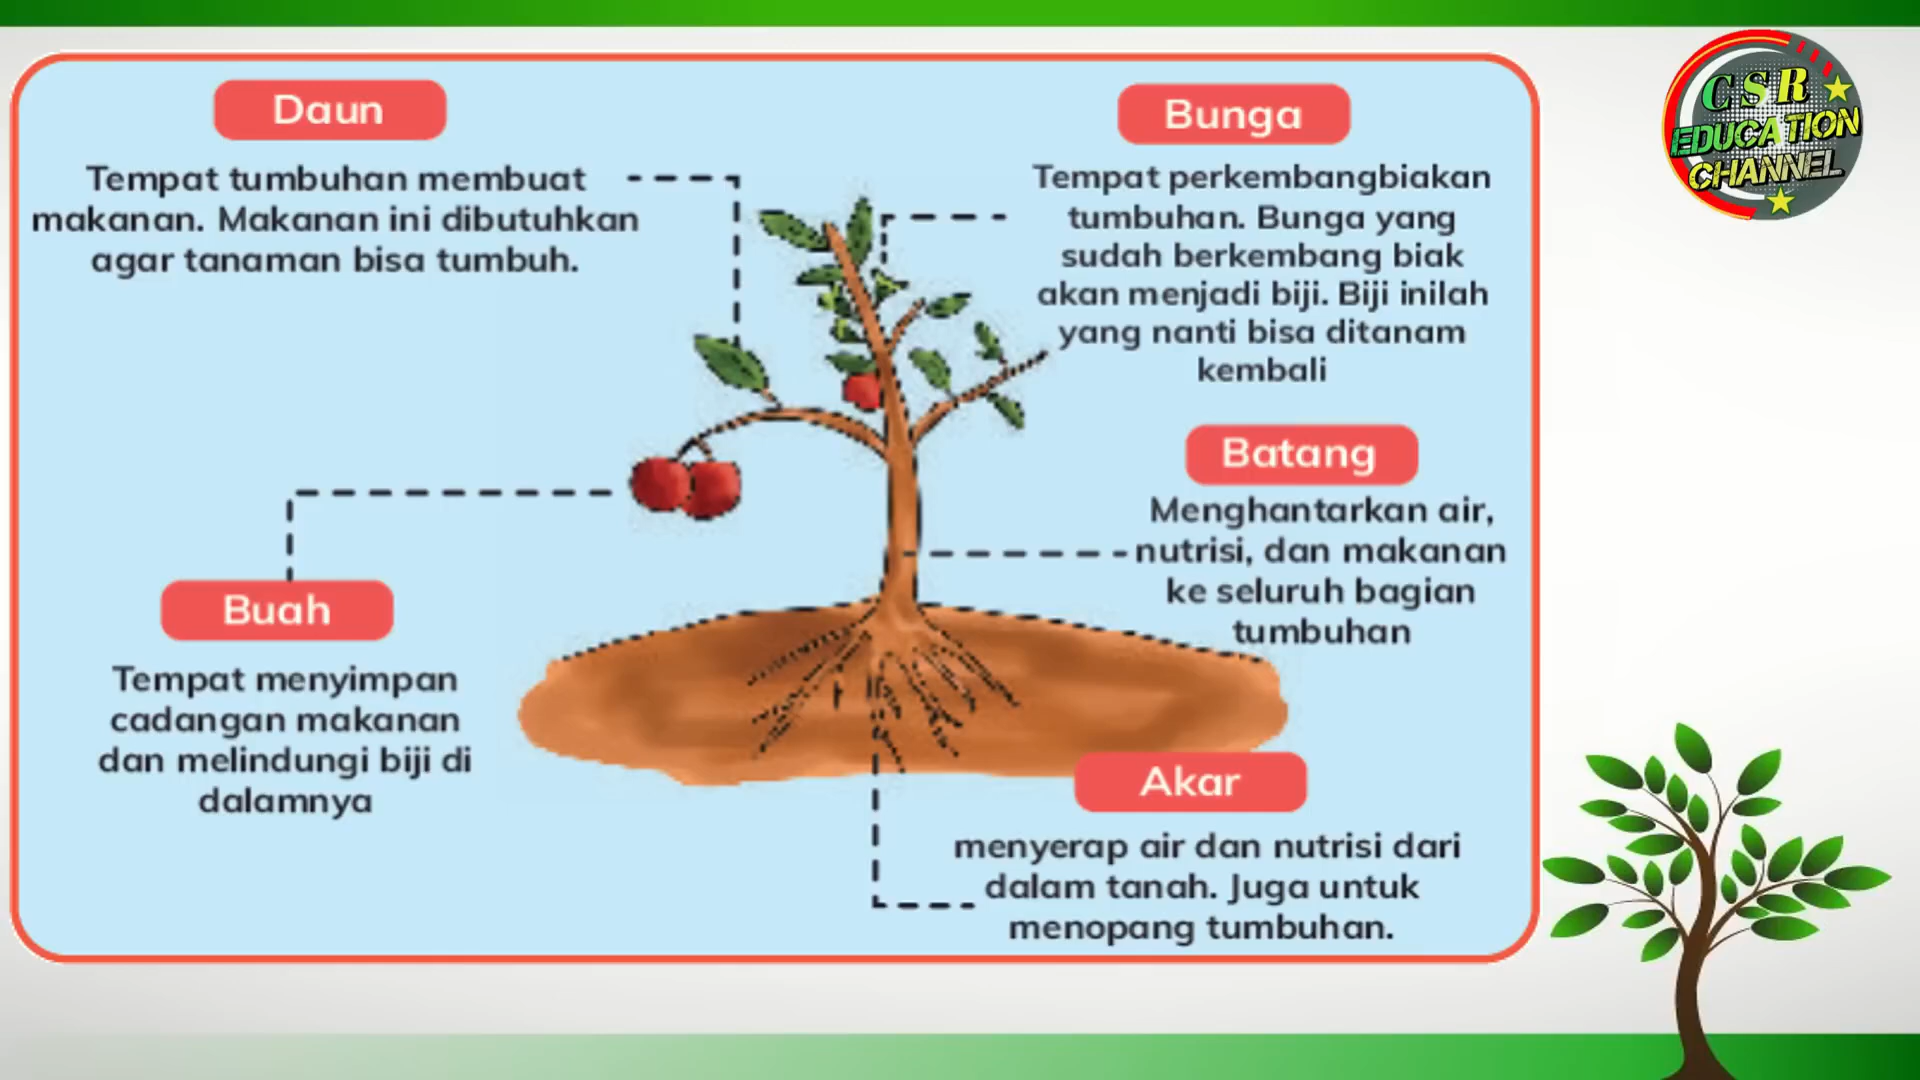 Daun
Tempat tumbuhan membuat
makanan. Makanan ini dibutuhkan
agar tanaman bisa tumbuh.
Bunga
Tempat perkembangbiakan
tumbuhan. Bunga yang
sudah berkembang biak
akan menjadi biji. Biji inilah
yang nanti bisa ditanam
kembali
Batang
Menghantarkan air,
nutrisi, dan makanan
ke seluruh bagian
tumbuhan
Buah
Tempat menyimpan
cadangan makanan
dan melindungi biji di
dalamnya
Akar
menyerap air dan nutrisi dari
dalam tanah. Juga untuk
menopang tumbuhan.
CSR
EDUCATION
CHANNEL